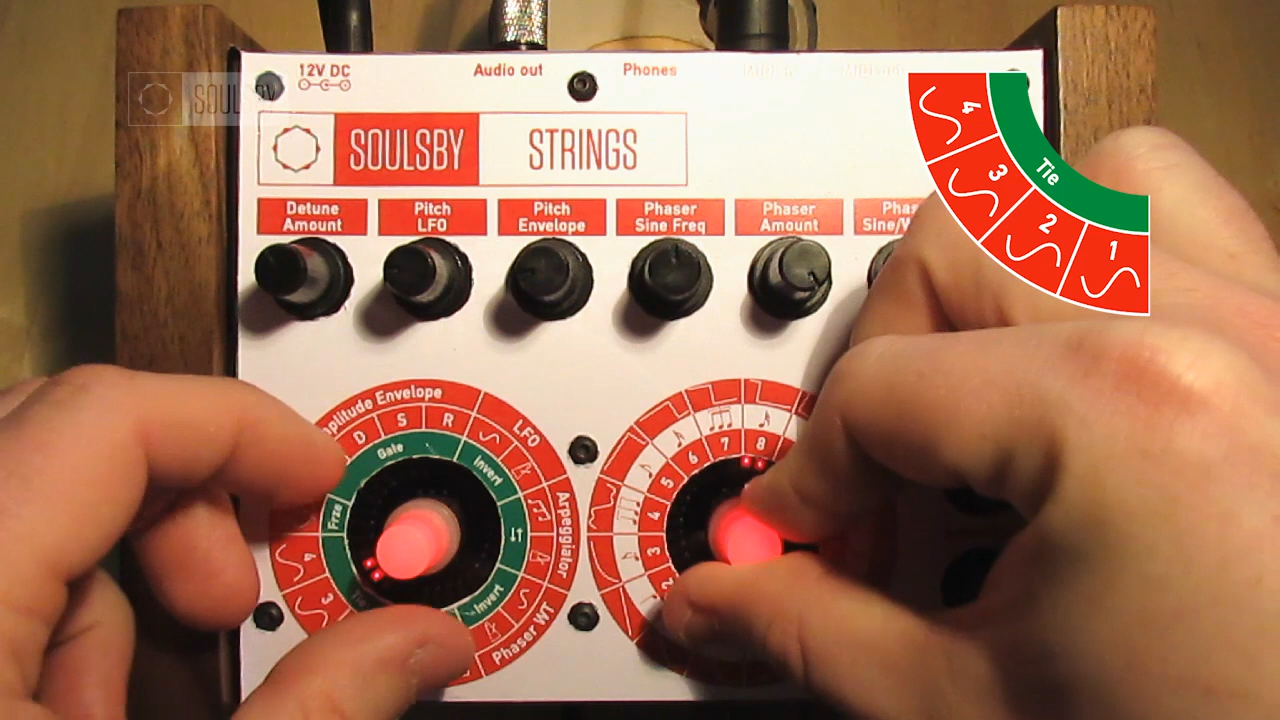 12V DC
Audio out
Phones
SOULSBY
SOULSBY
STRINGS
Detune Amount
Pitch LFO
Pitch Envelope
Phaser Sine Freq
Phaser Amount
4
3
2
1
Tie
Envelope
D
S
R
LFO
Gate
Invert
Frze
Arpeggiator
Invert
Phaser WT
4
3
8
7
6
5
4
3
2